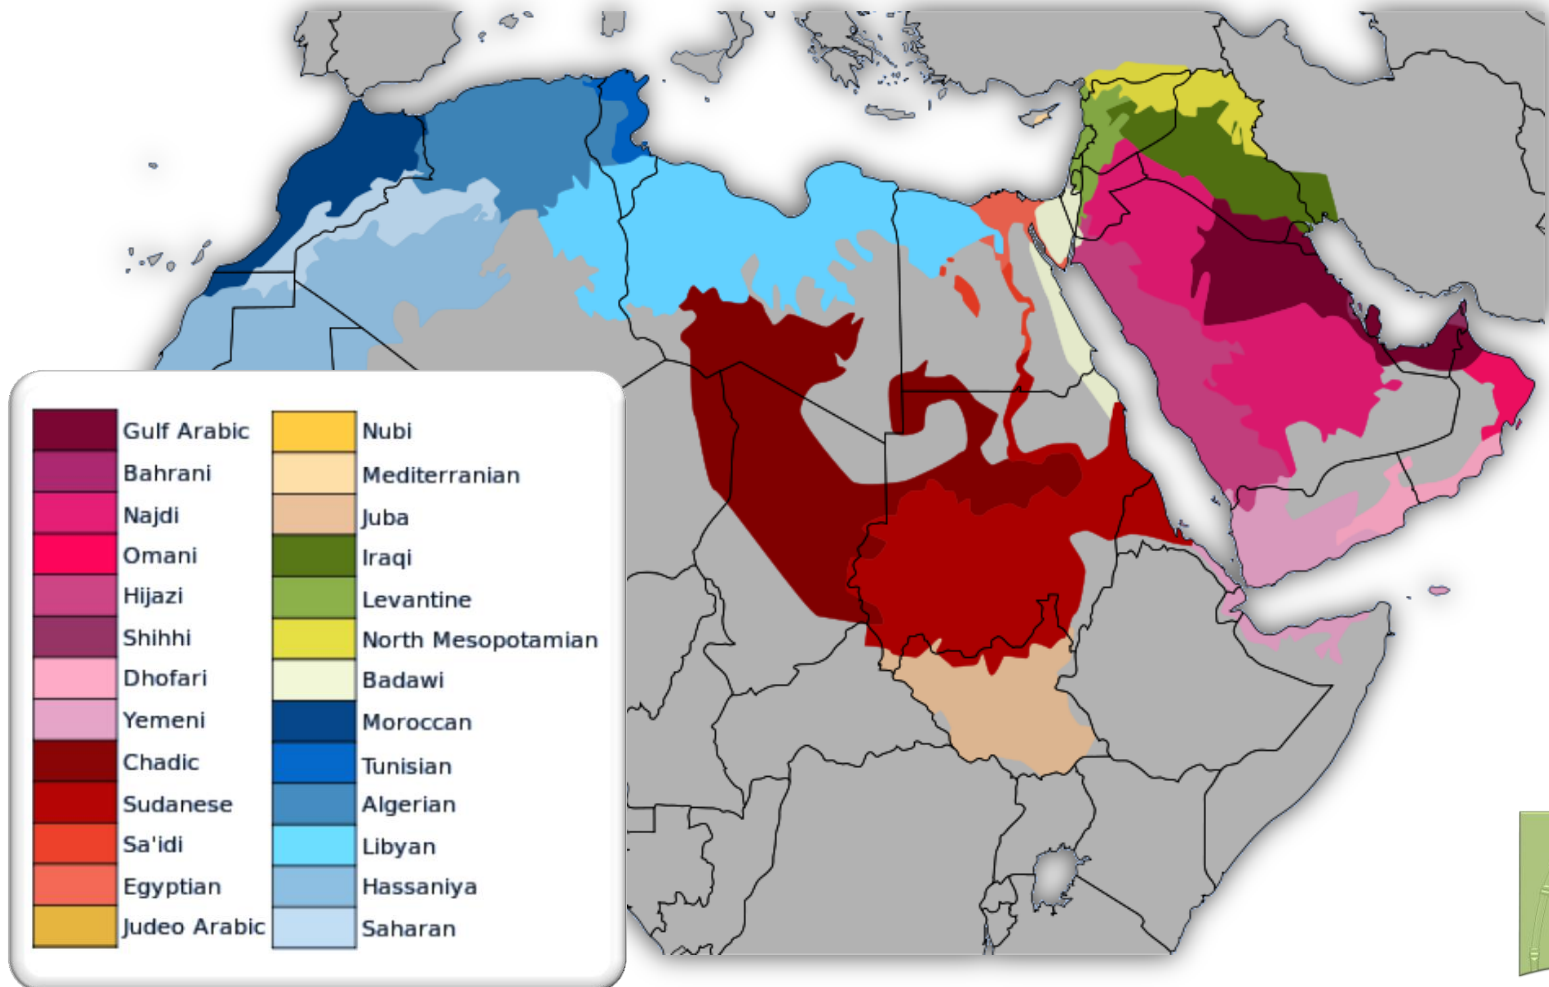 Gulf Arabic
Bahrani
Najdi
Omani
Hijazi
Shihhi
Dhofari
Yemeni
Chadic
Sudanese
Sa'idi
Egyptian
Judeo Arabic
Nubi
Mediterranian
Juba
Iraqi
Levantine
North Mesopotamian
Badawi
Moroccan
Tunisian
Algerian
Libyan
Hassaniya
Saharan